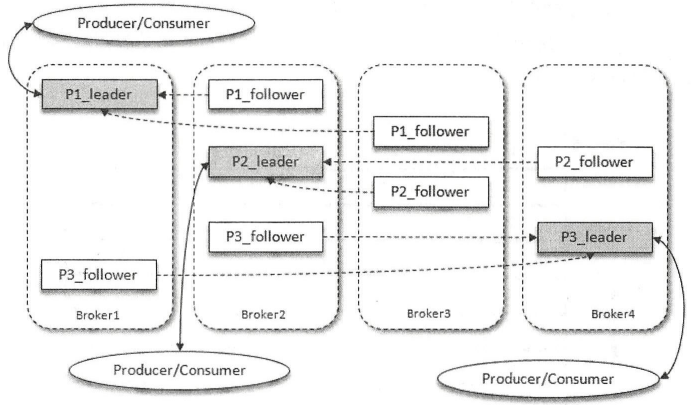 Producer/Consumer
P1_leader
P1_follower
P1_follower
P2_leader
P2_follower
P2_follower
P3_follower
P3_leader
P3_follower
Broker1
Broker2
Broker3
Broker4
Producer/Consumer
Producer/Consumer